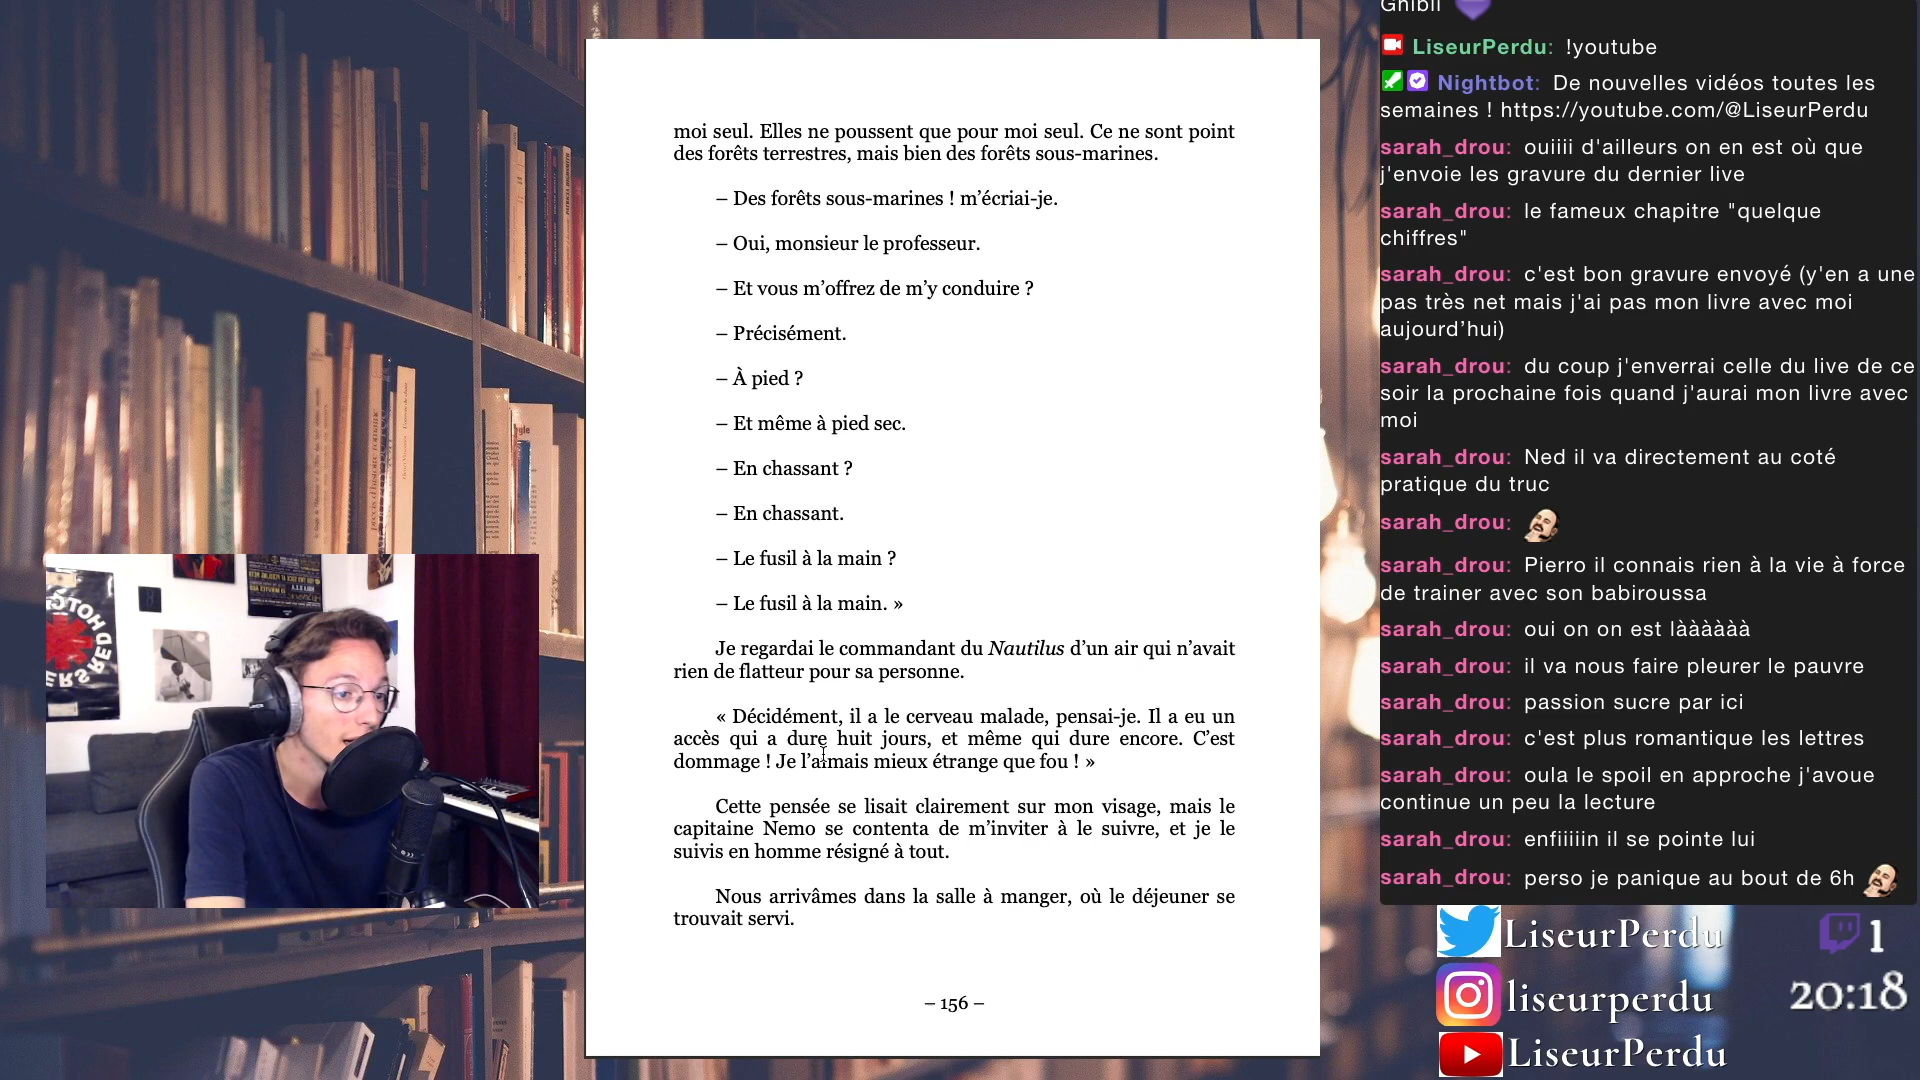 moi seul. Elles ne poussent que pour moi seul. Ce ne sont point
des forêts terrestres, mais bien des forêts sous-marines.
– Des forêts sous-marines ! m’écriai-je.
– Oui, monsieur le professeur.
– Et vous m’offrez de m’y conduire ?
– Précisément.
– À pied ?
– Et même à pied sec.
– En chassant ?
– En chassant.
– Le fusil à la main ?
– Le fusil à la main. »
Je regardai le commandant du Nautilus d’un air qui n’avait
rien de flatteur pour sa personne.
« Décidément, il a le cerveau malade, pensai-je. Il a eu un
accès qui a dure huit jours, et même qui dure encore. C’est
dommage ! Je l’aimais mieux étrange que fou ! »
Cette pensée se lisait clairement sur mon visage, mais le
capitaine Nemo se contenta de m’inviter à le suivre, et je le
suivis en homme résigné à tout.
Nous arrivâmes dans la salle à manger, où le déjeuner se
trouvait servi.
– 156 –
Ghibli
LiseurPerdu: !youtube
Nightbot: De nouvelles vidéos toutes les
semaines ! https://youtube.com/@LiseurPerdu
sarah_drou: ouiiii d'ailleurs on en est où que
j'envoie les gravure du dernier live
sarah_drou: le fameux chapitre "quelque
chiffres"
sarah_drou: c'est bon gravure envoyé (y'en a une
pas très net mais j'ai pas mon livre avec moi
aujourd’hui)
sarah_drou: du coup j'enverrai celle du live de ce
soir la prochaine fois quand j'aurai mon livre avec
moi
sarah_drou: Ned il va directement au coté
pratique du truc
sarah_drou:
sarah_drou: Pierro il connais rien à la vie à force
de trainer avec son babiroussa
sarah_drou: oui on on est lààààààà
sarah_drou: il va nous faire pleurer le pauvre
sarah_drou: passion sucre par ici
sarah_drou: c'est plus romantique les lettres
sarah_drou: oula le spoil en approche j'avoue
continue un peu la lecture
sarah_drou: enfiiiiin il se pointe lui
sarah_drou: perso je panique au bout de 6h
LiseurPerdu
1
liseurperdu
20:18
LiseurPerdu